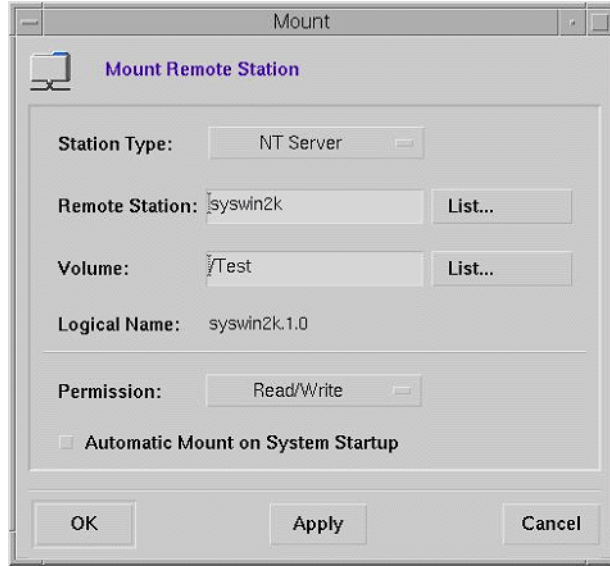 Mount
Mount Remote Station
Station Type: NT Server
Remote Station: syswin2k List...
Volume: /Test List...
Logical Name: syswin2k.1.0
Permission: Read/Write
Automatic Mount on System Startup
OK Apply Cancel